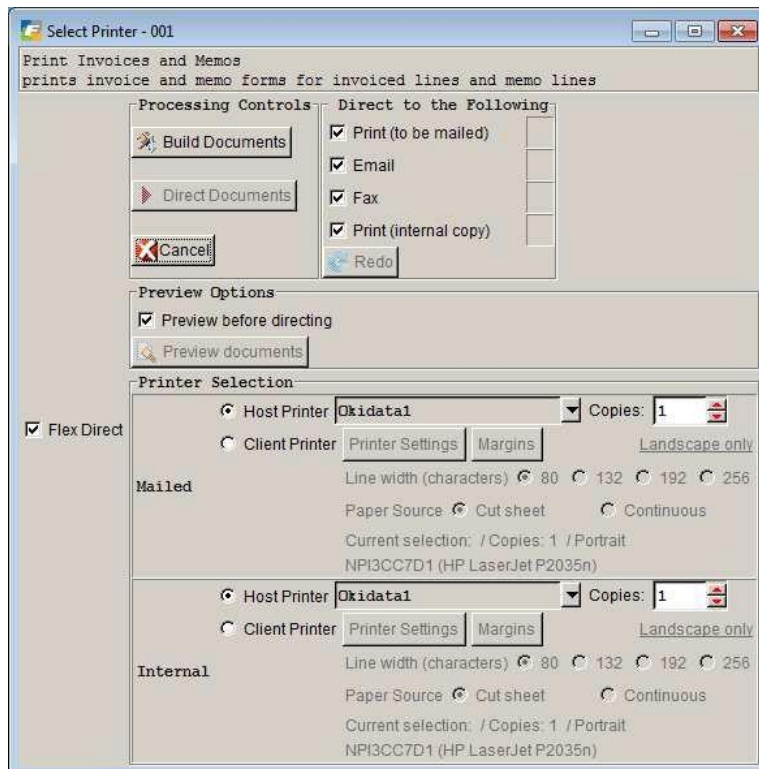 Select Printer - 001
Print Invoices and Memos
prints invoice and memo forms for invoiced lines and memo lines
Processing Controls
Direct to the Following
Build Documents
Print (to be mailed)
Email
Direct Documents
Fax
Print (internal copy)
Cancel
Redo
Preview Options
Preview before directing
Preview documents
Printer Selection
Flex Direct
Host Printer Okidata1 Copies: 1
Client Printer Printer Settings Margins Landscape only
Mailed
Line width (characters) 80 132 192 256
Paper Source Cut sheet Continuous
Current selection: / Copies: 1 / Portrait
NPI3CC7D1 (HP LaserJet P2035n)
Host Printer Okidata1 Copies: 1
Client Printer Printer Settings Margins Landscape only
Internal
Line width (characters) 80 132 192 256
Paper Source Cut sheet Continuous
Current selection: / Copies: 1 / Portrait
NPI3CC7D1 (HP LaserJet P2035n)